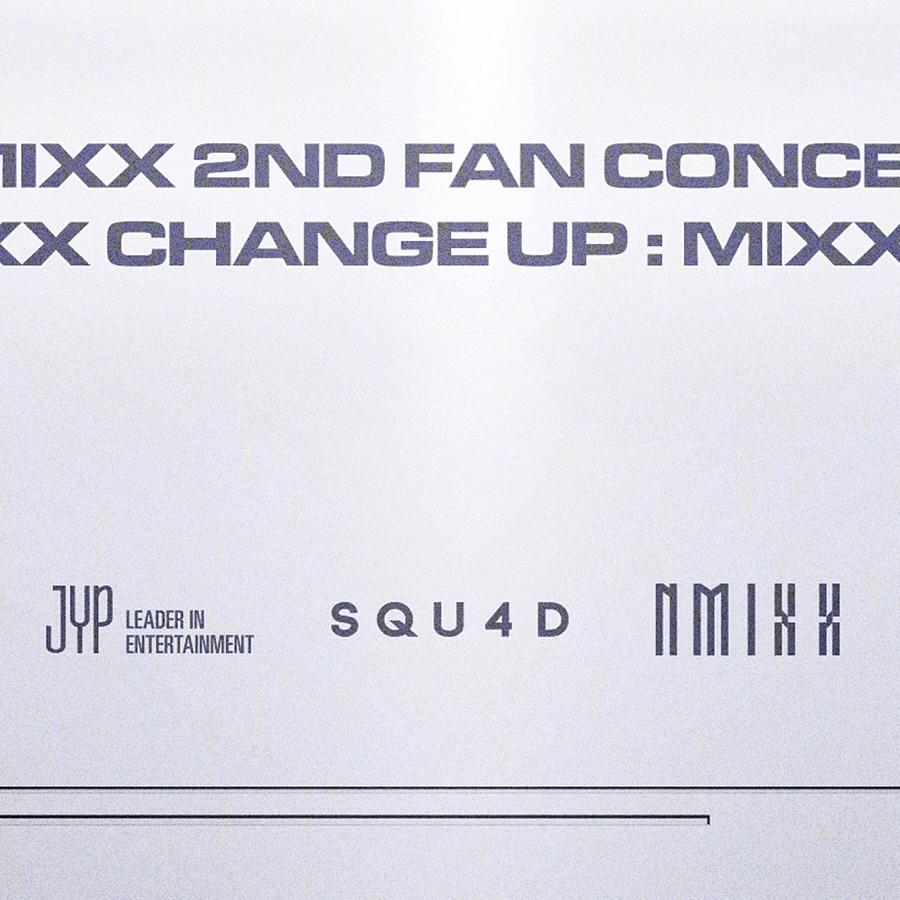 MIXX 2ND FAN CONCE
XX CHANGE UP : MIXX
JYP LEADER IN
ENTERTAINMENT
SQU4D
NMIXX